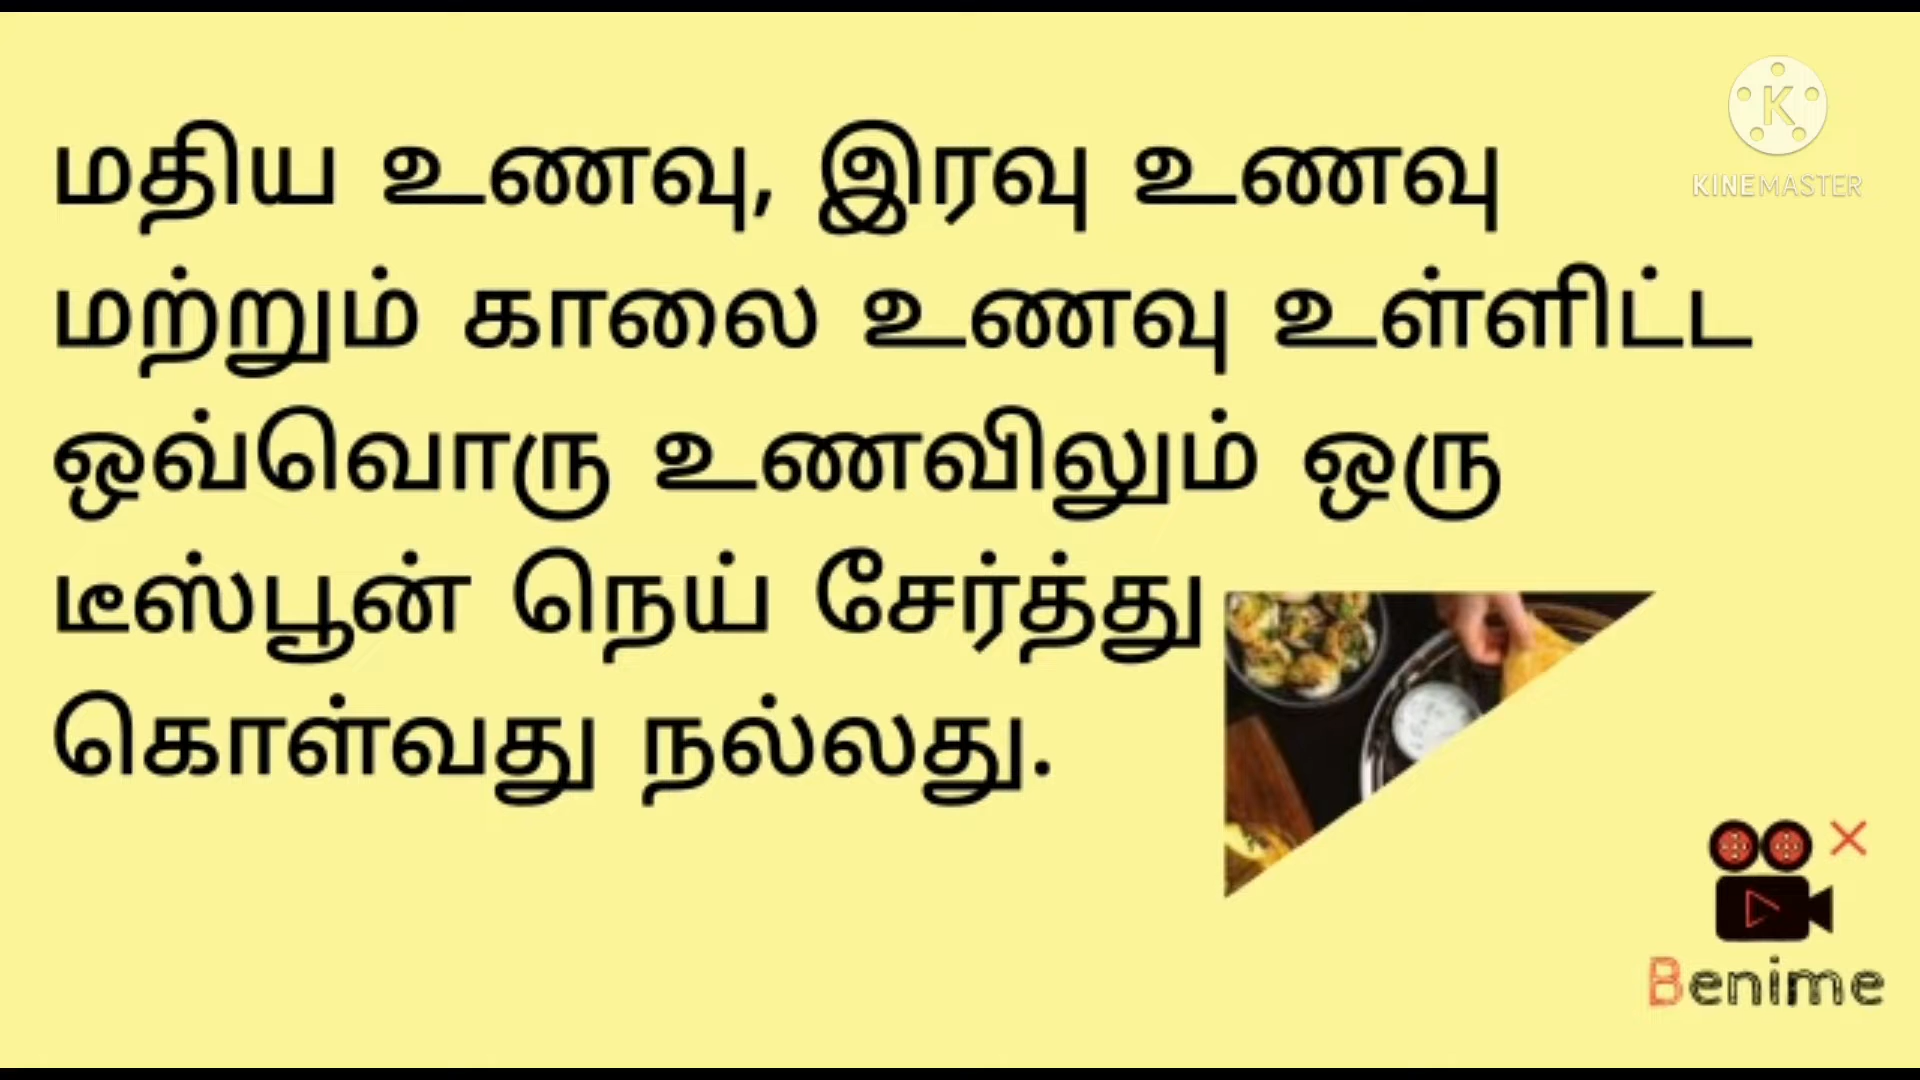 மதிய உணவு, இரவு உணவு
மற்றும் காலை உணவு உள்ளிட்ட
ஒவ்வொரு உணவிலும் ஒரு
டீஸ்பூன் நெய் சேர்த்து
கொள்வது நல்லது.
K
KINEMASTER
Benime